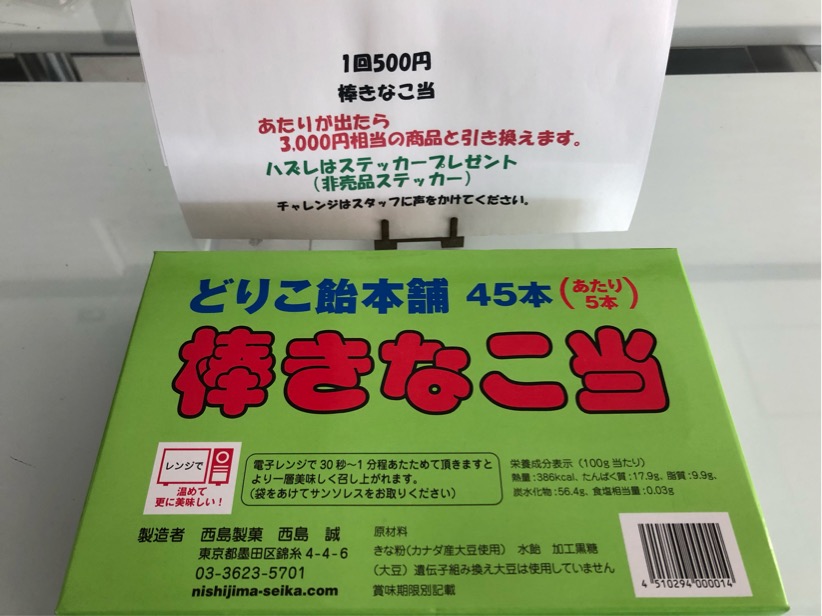 1回500円
棒きなこ当
あたりが出たら
3,000円相当の商品と引き換えます。
ハズレはステッカープレゼント
（非売品ステッカー）
チャレンジはスタッフに声をかけてください。
どりこ飴本舗 45本（あたり5本）
棒きなこ当
レンジで
温めて
更に美味しい！
電子レンジで30秒〜1分程あたためて頂きますと
より一層美味しく召し上がれます。
（袋をあけてサンソレスをお取りください）
栄養成分表示（100g当たり）
熱量：386kcal、たんぱく質：17.9g、脂質：9.9g、
炭水化物：56.4g、食塩相当量：0.03g
製造者 西島製菓 西島 誠
東京都墨田区錦糸4-4-6
03-3623-5701
nishijima-seika.com
原材料
きな粉（カナダ産大豆使用） 水飴 加工黒糖
（大豆）遺伝子組み換え大豆は使用していません
賞味期限別記載
4 510294 000014